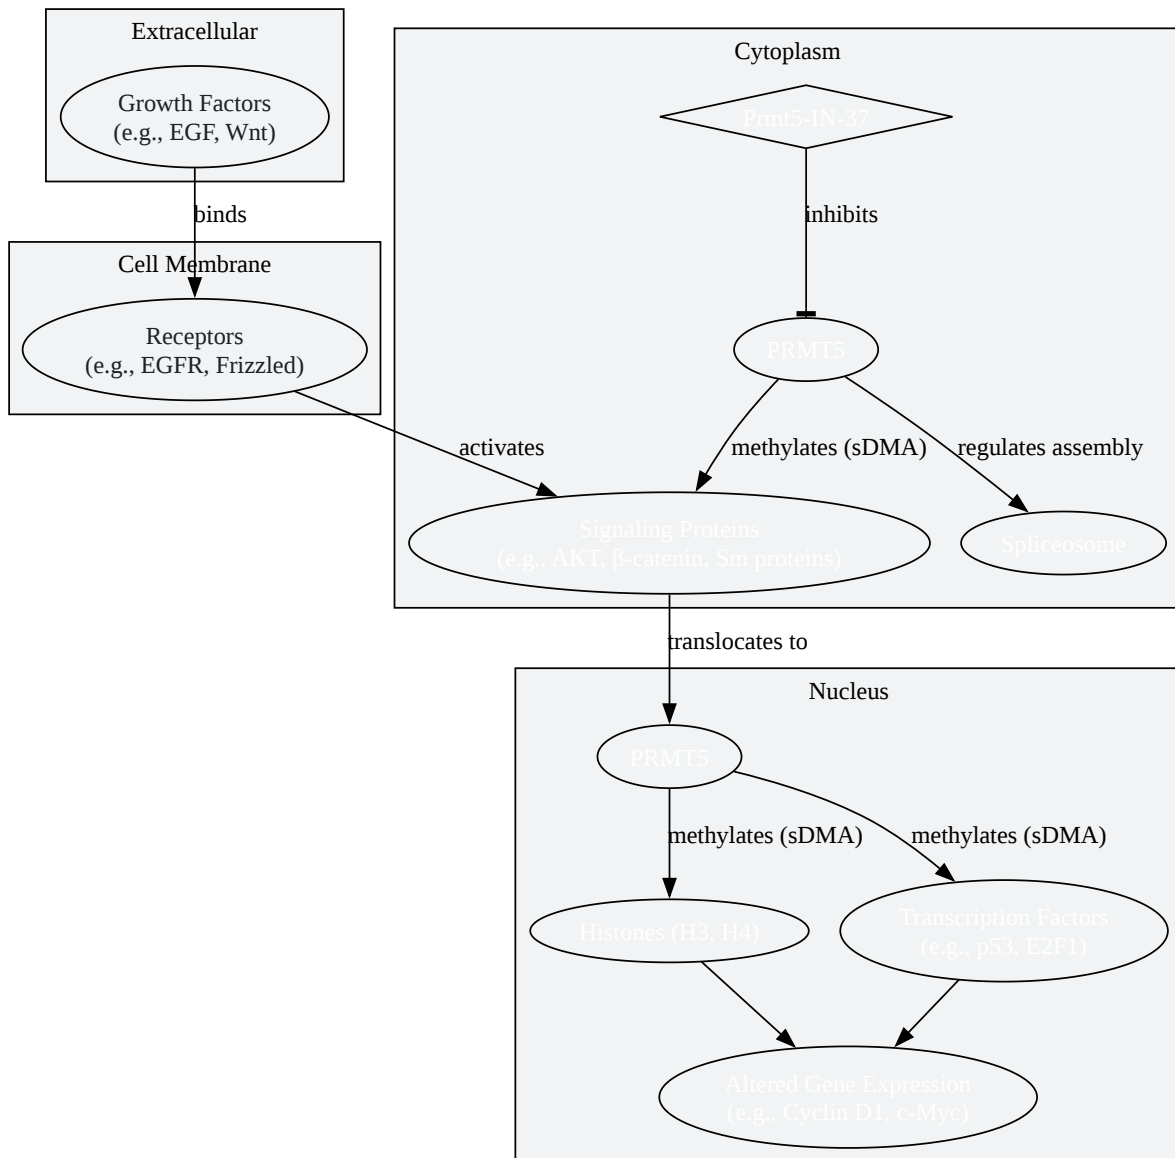 Extracellular
Growth Factors
(e.g., EGF, Wnt)
binds
Cell Membrane
Receptors
(e.g., EGFR, Frizzled)
activates
Cytoplasm
Prmt5-IN-37
inhibits
PRMT5
methylates (sDMA)
regulates assembly
Signaling Proteins
(e.g., AKT, β-catenin, Sm proteins)
Spliceosome
translocates to
Nucleus
PRMT5
methylates (sDMA)
methylates (sDMA)
Histones (H3, H4)
Transcription Factors
(e.g., p53, E2F1)
Altered Gene Expression
(e.g., Cyclin D1, c-Myc)